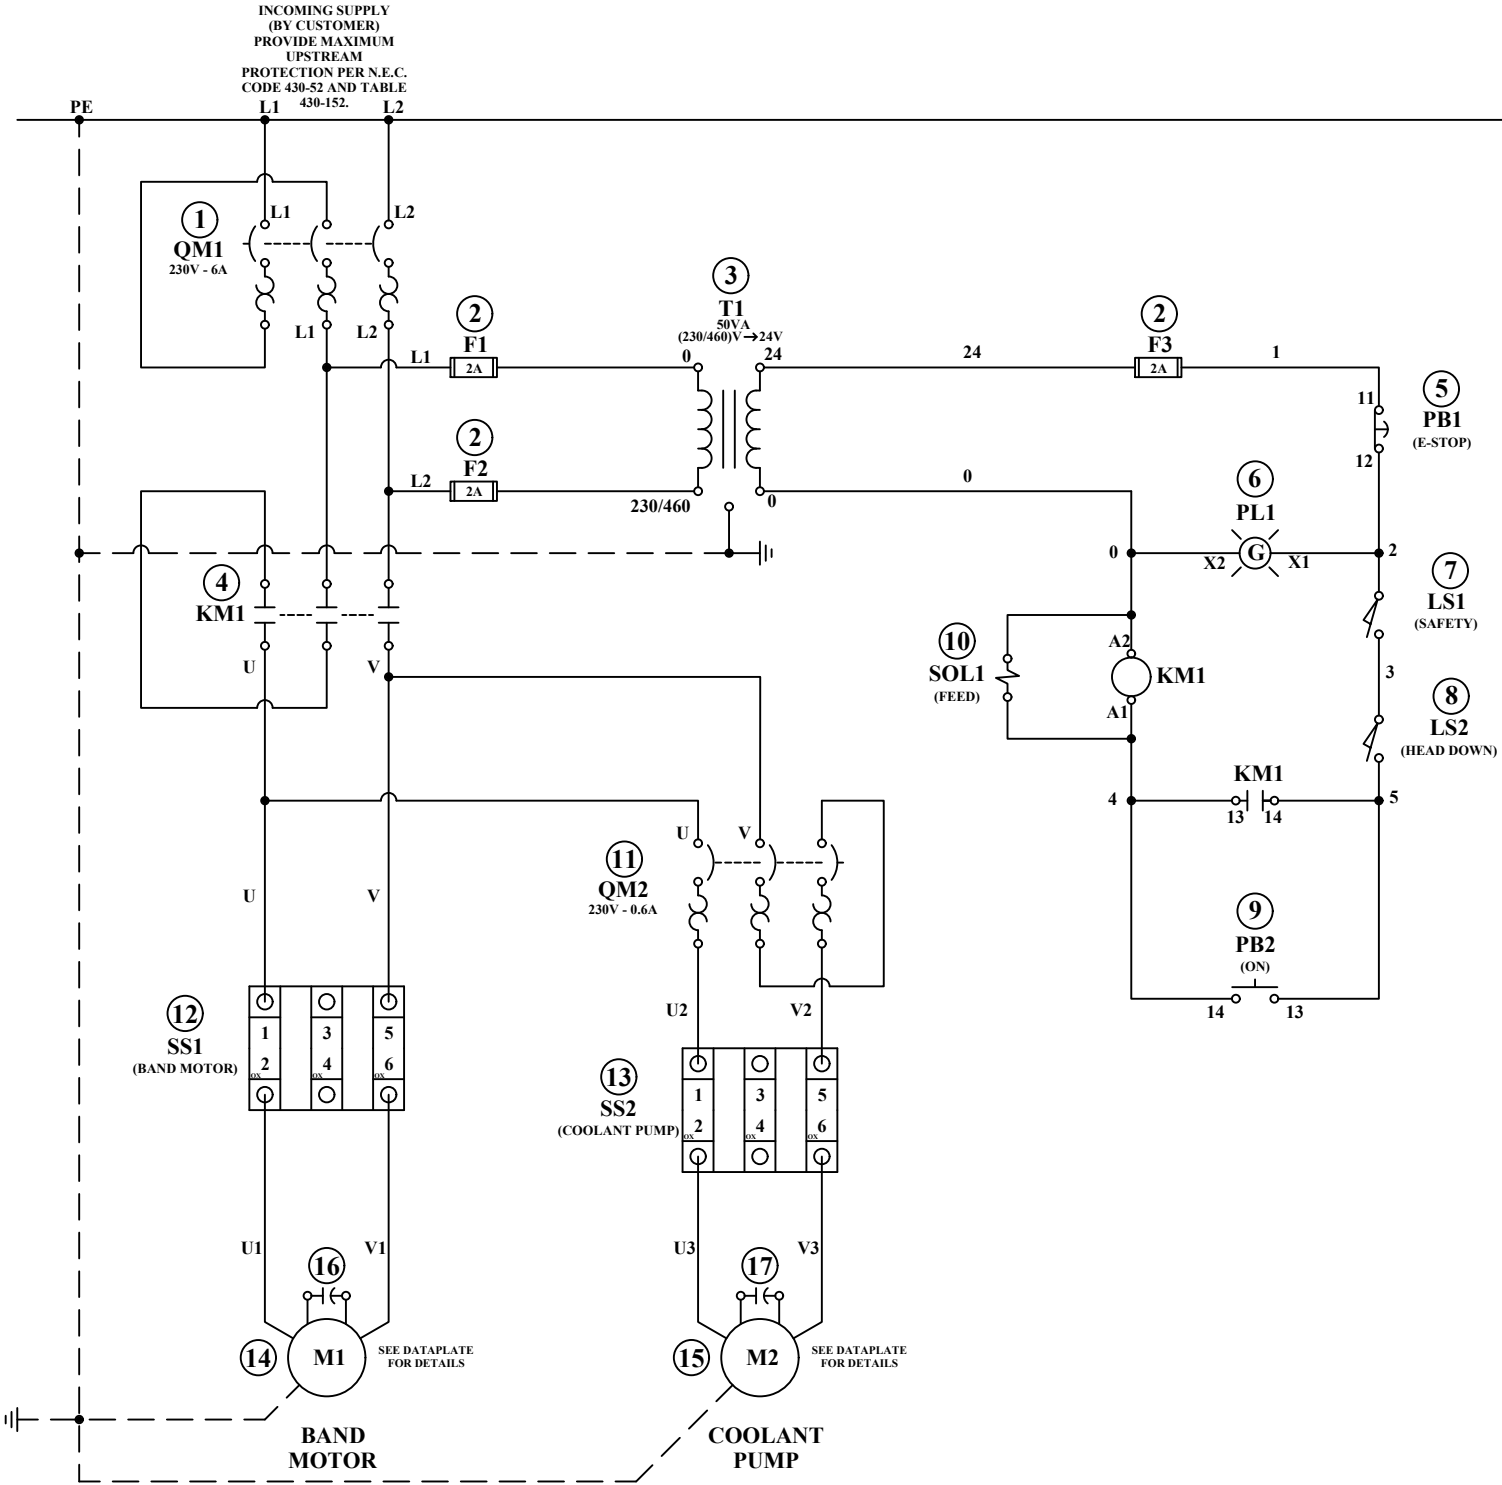 INCOMING SUPPLY
(BY CUSTOMER)
PROVIDE MAXIMUM
UPSTREAM
PROTECTION PER N.E.C.
CODE 430-52 AND TABLE
430-152.
PE
L1
L2
1
QM1
230V - 6A
L1
L2
L1
L2
L1
2
F1
2A
L2
2
F2
2A
3
T1
50VA
(230/460)V→24V
0
24
230/460
0
24
2
F3
2A
1
0
11
5
PB1
(E-STOP)
12
6
PL1
0
X2
G
X1
2
7
LS1
(SAFETY)
3
8
LS2
(HEAD DOWN)
10
SOL1
(FEED)
A2
KM1
A1
KM1
4
13
14
5
9
PB2
(ON)
14
13
4
KM1
U
V
11
QM2
230V - 0.6A
U
V
U
V
12
SS1
(BAND MOTOR)
1
3
5
2
4
6
OX
OX
U2
V2
13
SS2
(COOLANT PUMP)
1
3
5
2
4
6
OX
OX
OX
U1
V1
16
14
M1
SEE DATAPLATE
FOR DETAILS
BAND
MOTOR
U3
V3
17
15
M2
SEE DATAPLATE
FOR DETAILS
COOLANT
PUMP